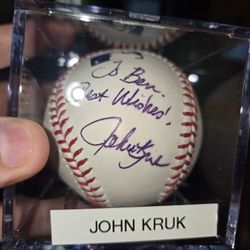 To Ben.
Best Wishes!
John Kruk
JOHN KRUK